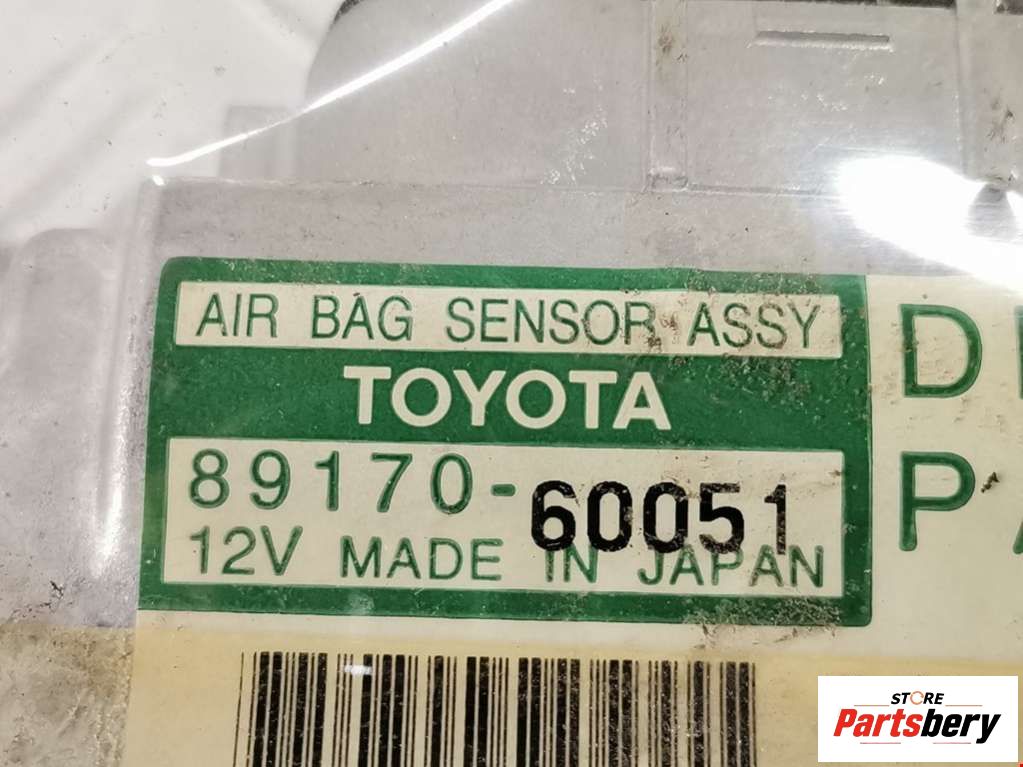 AIR BAG SENSOR ASSY
TOYOTA
89170-60051
12V MADE IN JAPAN
STORE
Partsbery